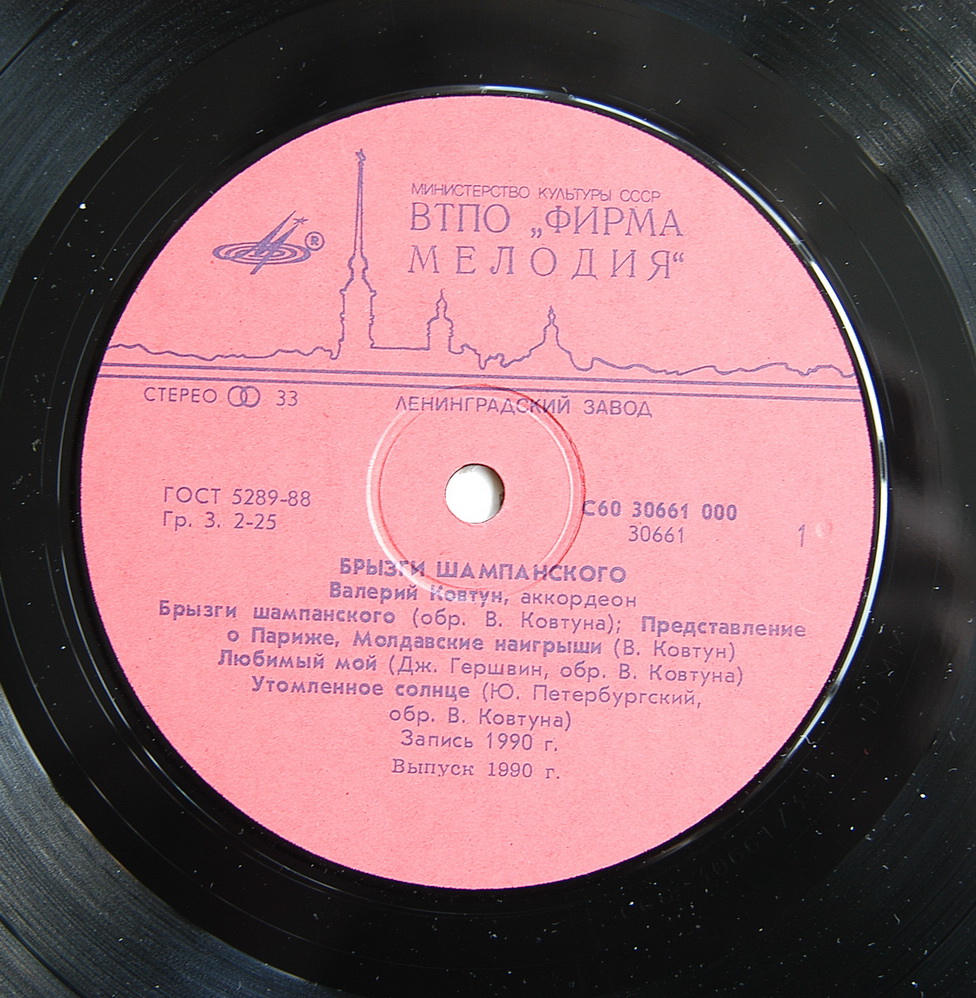 МИНИСТЕРСТВО КУЛЬТУРЫ СССР
ВТПО „ФИРМА
МЕЛОДИЯ“
®
СТЕРЕО 33
ЛЕНИНГРАДСКИЙ ЗАВОД
ГОСТ 5289-88
Гр. 3. 2-25
С60 30661 000
30661
1
БРЫЗГИ ШАМПАНСКОГО
Валерий Ковтун, аккордеон
Брызги шампанского (обр. В. Ковтуна); Представление
о Париже, Молдавские наигрыши (В. Ковтун)
Любимый мой (Дж. Гершвин, обр. В. Ковтуна)
Утомленное солнце (Ю. Петербургский,
обр. В. Ковтуна)
Запись 1990 г.
Выпуск 1990 г.